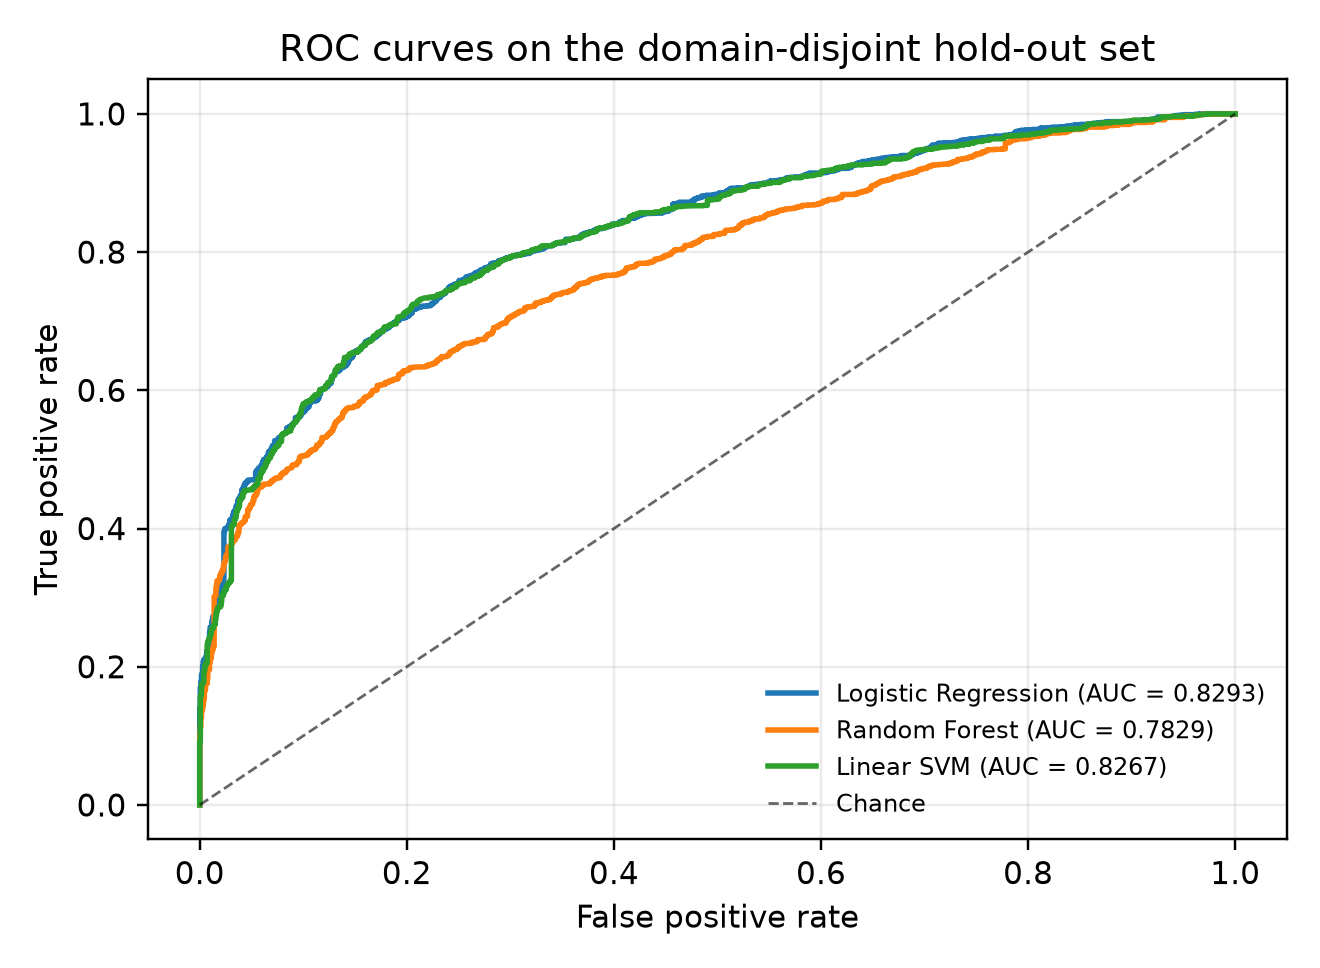 ROC curves on the domain-disjoint hold-out set
True positive rate
1.0
0.8
0.6
0.4
0.2
0.0
Logistic Regression (AUC = 0.8293)
Random Forest (AUC = 0.7829)
Linear SVM (AUC = 0.8267)
Chance
0.0 0.2 0.4 0.6 0.8 1.0
False positive rate